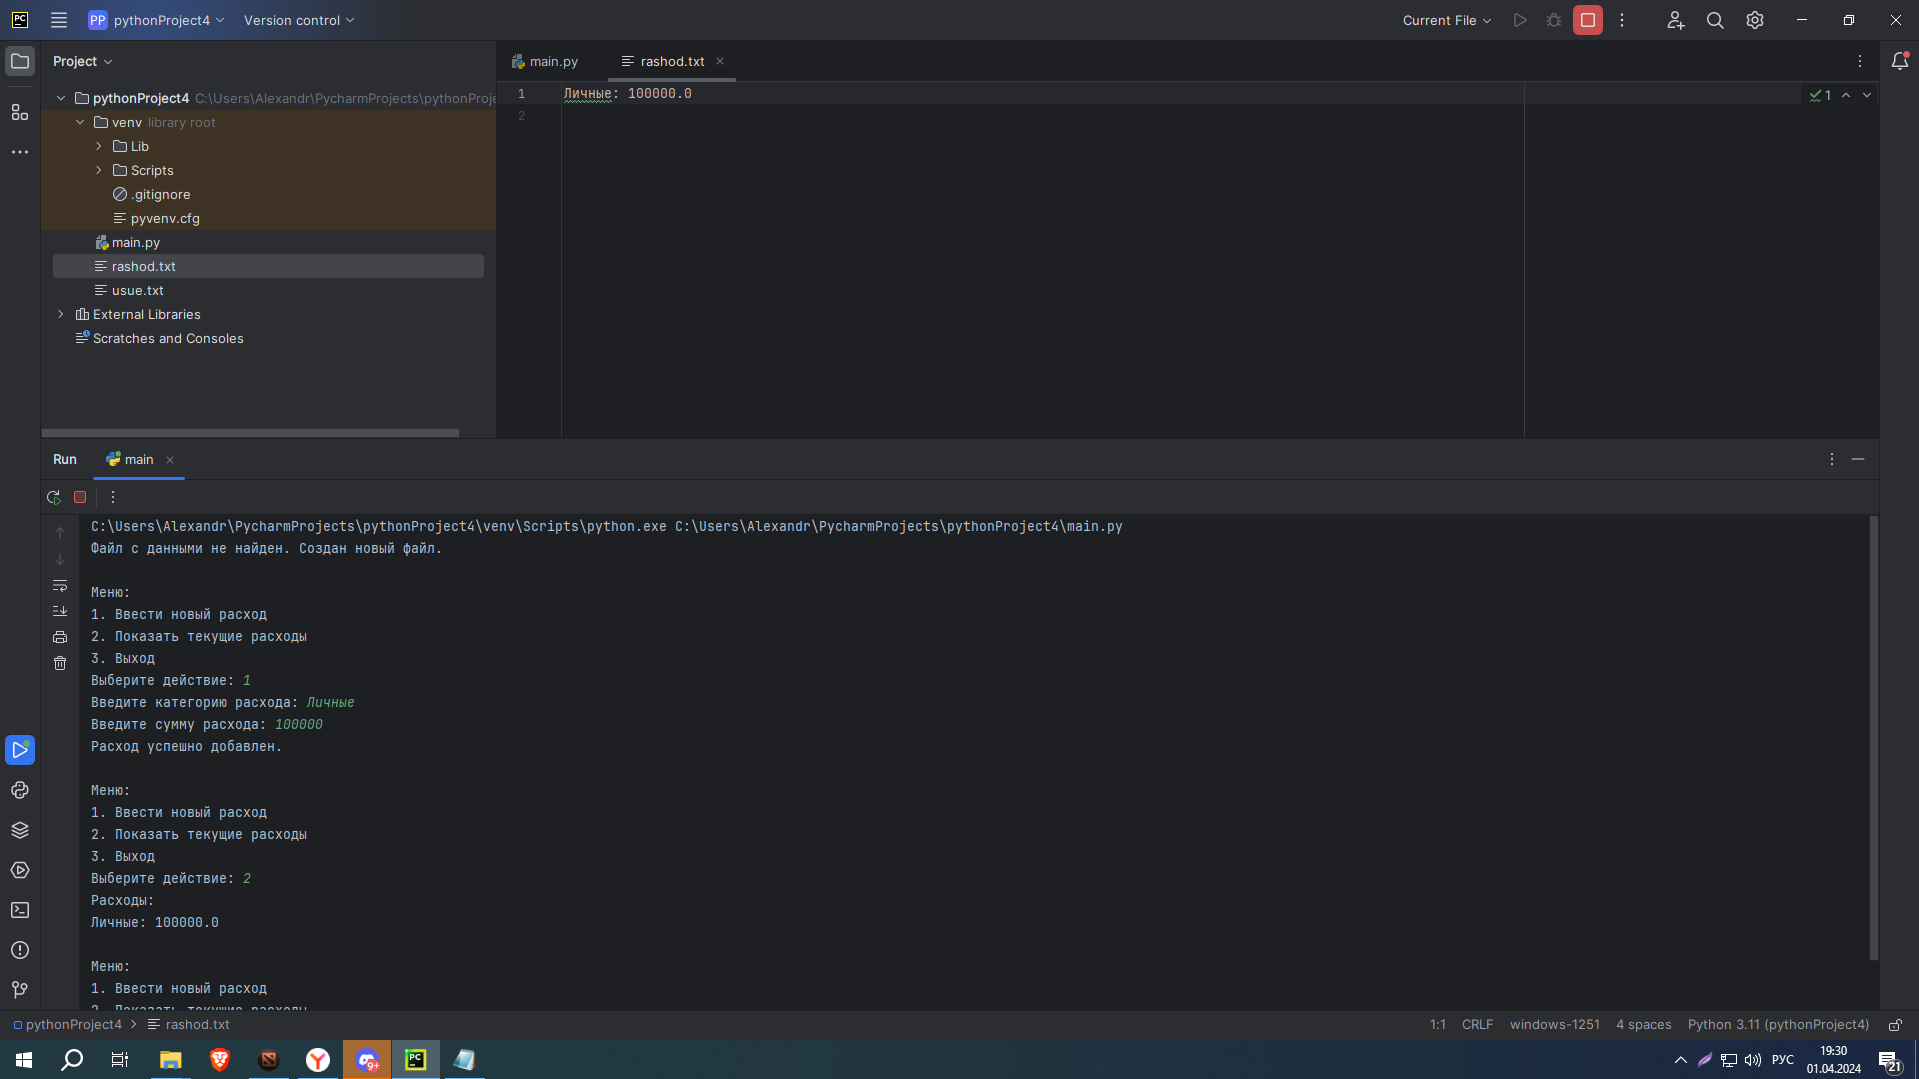 PC
PP pythonProject4
Version control
Current File
Project
main.py
rashod.txt
pythonProject4 C:\Users\Alexandr\PycharmProjects\pythonProje
venv library root
Lib
Scripts
.gitignore
pyvenv.cfg
main.py
rashod.txt
usue.txt
External Libraries
Scratches and Consoles
1 Личные: 100000.0
2
1
Run
main
C:\Users\Alexandr\PycharmProjects\pythonProject4\venv\Scripts\python.exe C:\Users\Alexandr\PycharmProjects\pythonProject4\main.py
Файл с данными не найден. Создан новый файл.
Меню:
1. Ввести новый расход
2. Показать текущие расходы
3. Выход
Выберите действие: 1
Введите категорию расхода: Личные
Введите сумму расхода: 100000
Расход успешно добавлен.
Меню:
1. Ввести новый расход
2. Показать текущие расходы
3. Выход
Выберите действие: 2
Расходы:
Личные: 100000.0
Меню:
1. Ввести новый расход
2. Показать текущие расходы
pythonProject4
rashod.txt
1:1
CRLF
windows-1251
4 spaces
Python 3.11 (pythonProject4)
9+
PC
РУС
19:30
01.04.2024
21